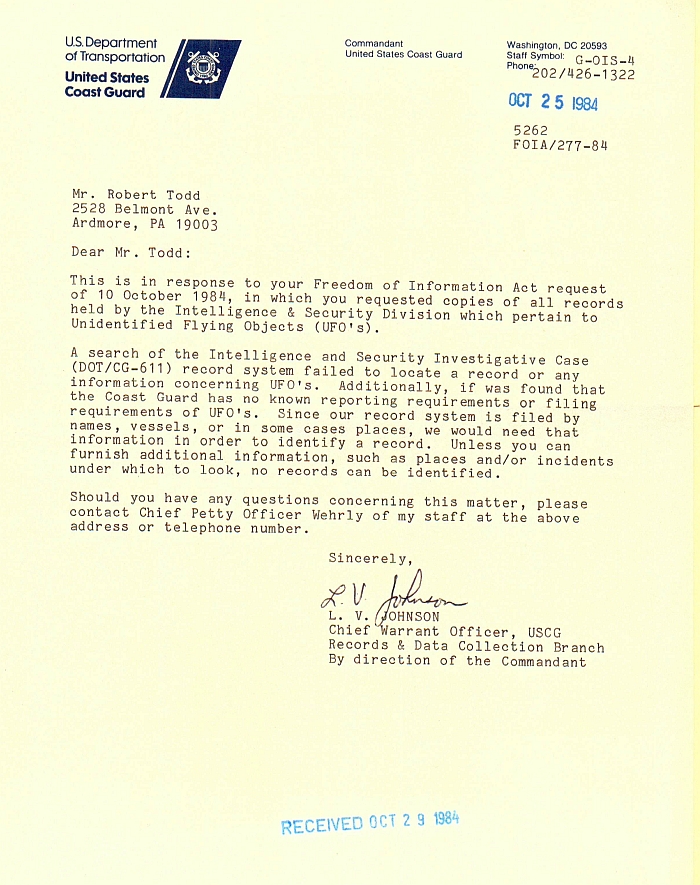 U.S. Department
of Transportation
United States
Coast Guard
Commandant
United States Coast Guard
Washington, DC 20593
Staff Symbol: G-OIS-4
Phone: 202/426-1322
OCT 25 1984
5262
FOIA/277-84
Mr. Robert Todd
2528 Belmont Ave.
Ardmore, PA 19003
Dear Mr. Todd:
This is in response to your Freedom of Information Act request
of 10 October 1984, in which you requested copies of all records
held by the Intelligence & Security Division which pertain to
Unidentified Flying Objects (UFO's).
A search of the Intelligence and Security Investigative Case
(DOT/CG-611) record system failed to locate a record or any
information concerning UFO's. Additionally, if was found that
the Coast Guard has no known reporting requirements or filing
requirements of UFO's. Since our record system is filed by
names, vessels, or in some cases places, we would need that
information in order to identify a record. Unless you can
furnish additional information, such as places and/or incidents
under which to look, no records can be identified.
Should you have any questions concerning this matter, please
contact Chief Petty Officer Wehrly of my staff at the above
address or telephone number.
Sincerely,
L. V. Johnson
L. V. JOHNSON
Chief Warrant Officer, USCG
Records & Data Collection Branch
By direction of the Commandant
RECEIVED OCT 29 1984